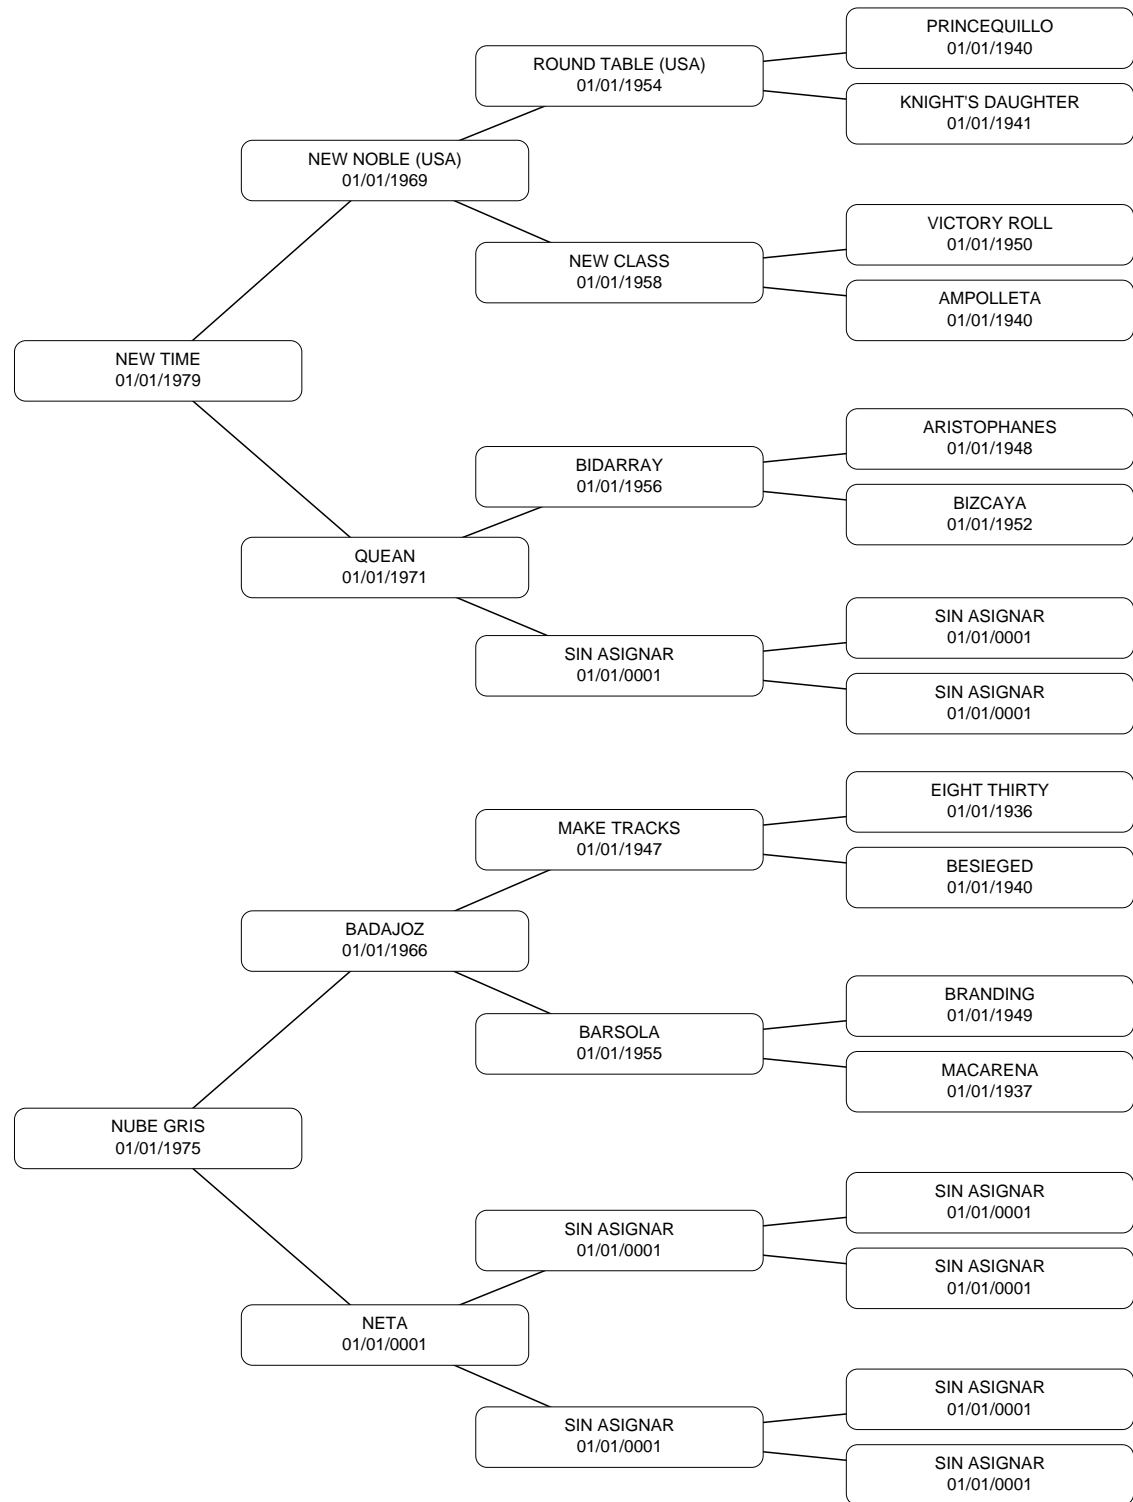 PRINCEQUILLO
01/01/1940
ROUND TABLE (USA)
01/01/1954
KNIGHT'S DAUGHTER
01/01/1941
NEW NOBLE (USA)
01/01/1969
VICTORY ROLL
01/01/1950
NEW CLASS
01/01/1958
AMPOLLETA
01/01/1940
NEW TIME
01/01/1979
ARISTOPHANES
01/01/1948
BIDARRAY
01/01/1956
BIZCAYA
01/01/1952
QUEAN
01/01/1971
SIN ASIGNAR
01/01/0001
SIN ASIGNAR
01/01/0001
SIN ASIGNAR
01/01/0001
EIGHT THIRTY
01/01/1936
MAKE TRACKS
01/01/1947
BESIEGED
01/01/1940
BADAJOZ
01/01/1966
BRANDING
01/01/1949
BARSOLA
01/01/1955
MACARENA
01/01/1937
NUBE GRIS
01/01/1975
SIN ASIGNAR
01/01/0001
SIN ASIGNAR
01/01/0001
SIN ASIGNAR
01/01/0001
NETA
01/01/0001
SIN ASIGNAR
01/01/0001
SIN ASIGNAR
01/01/0001
SIN ASIGNAR
01/01/0001